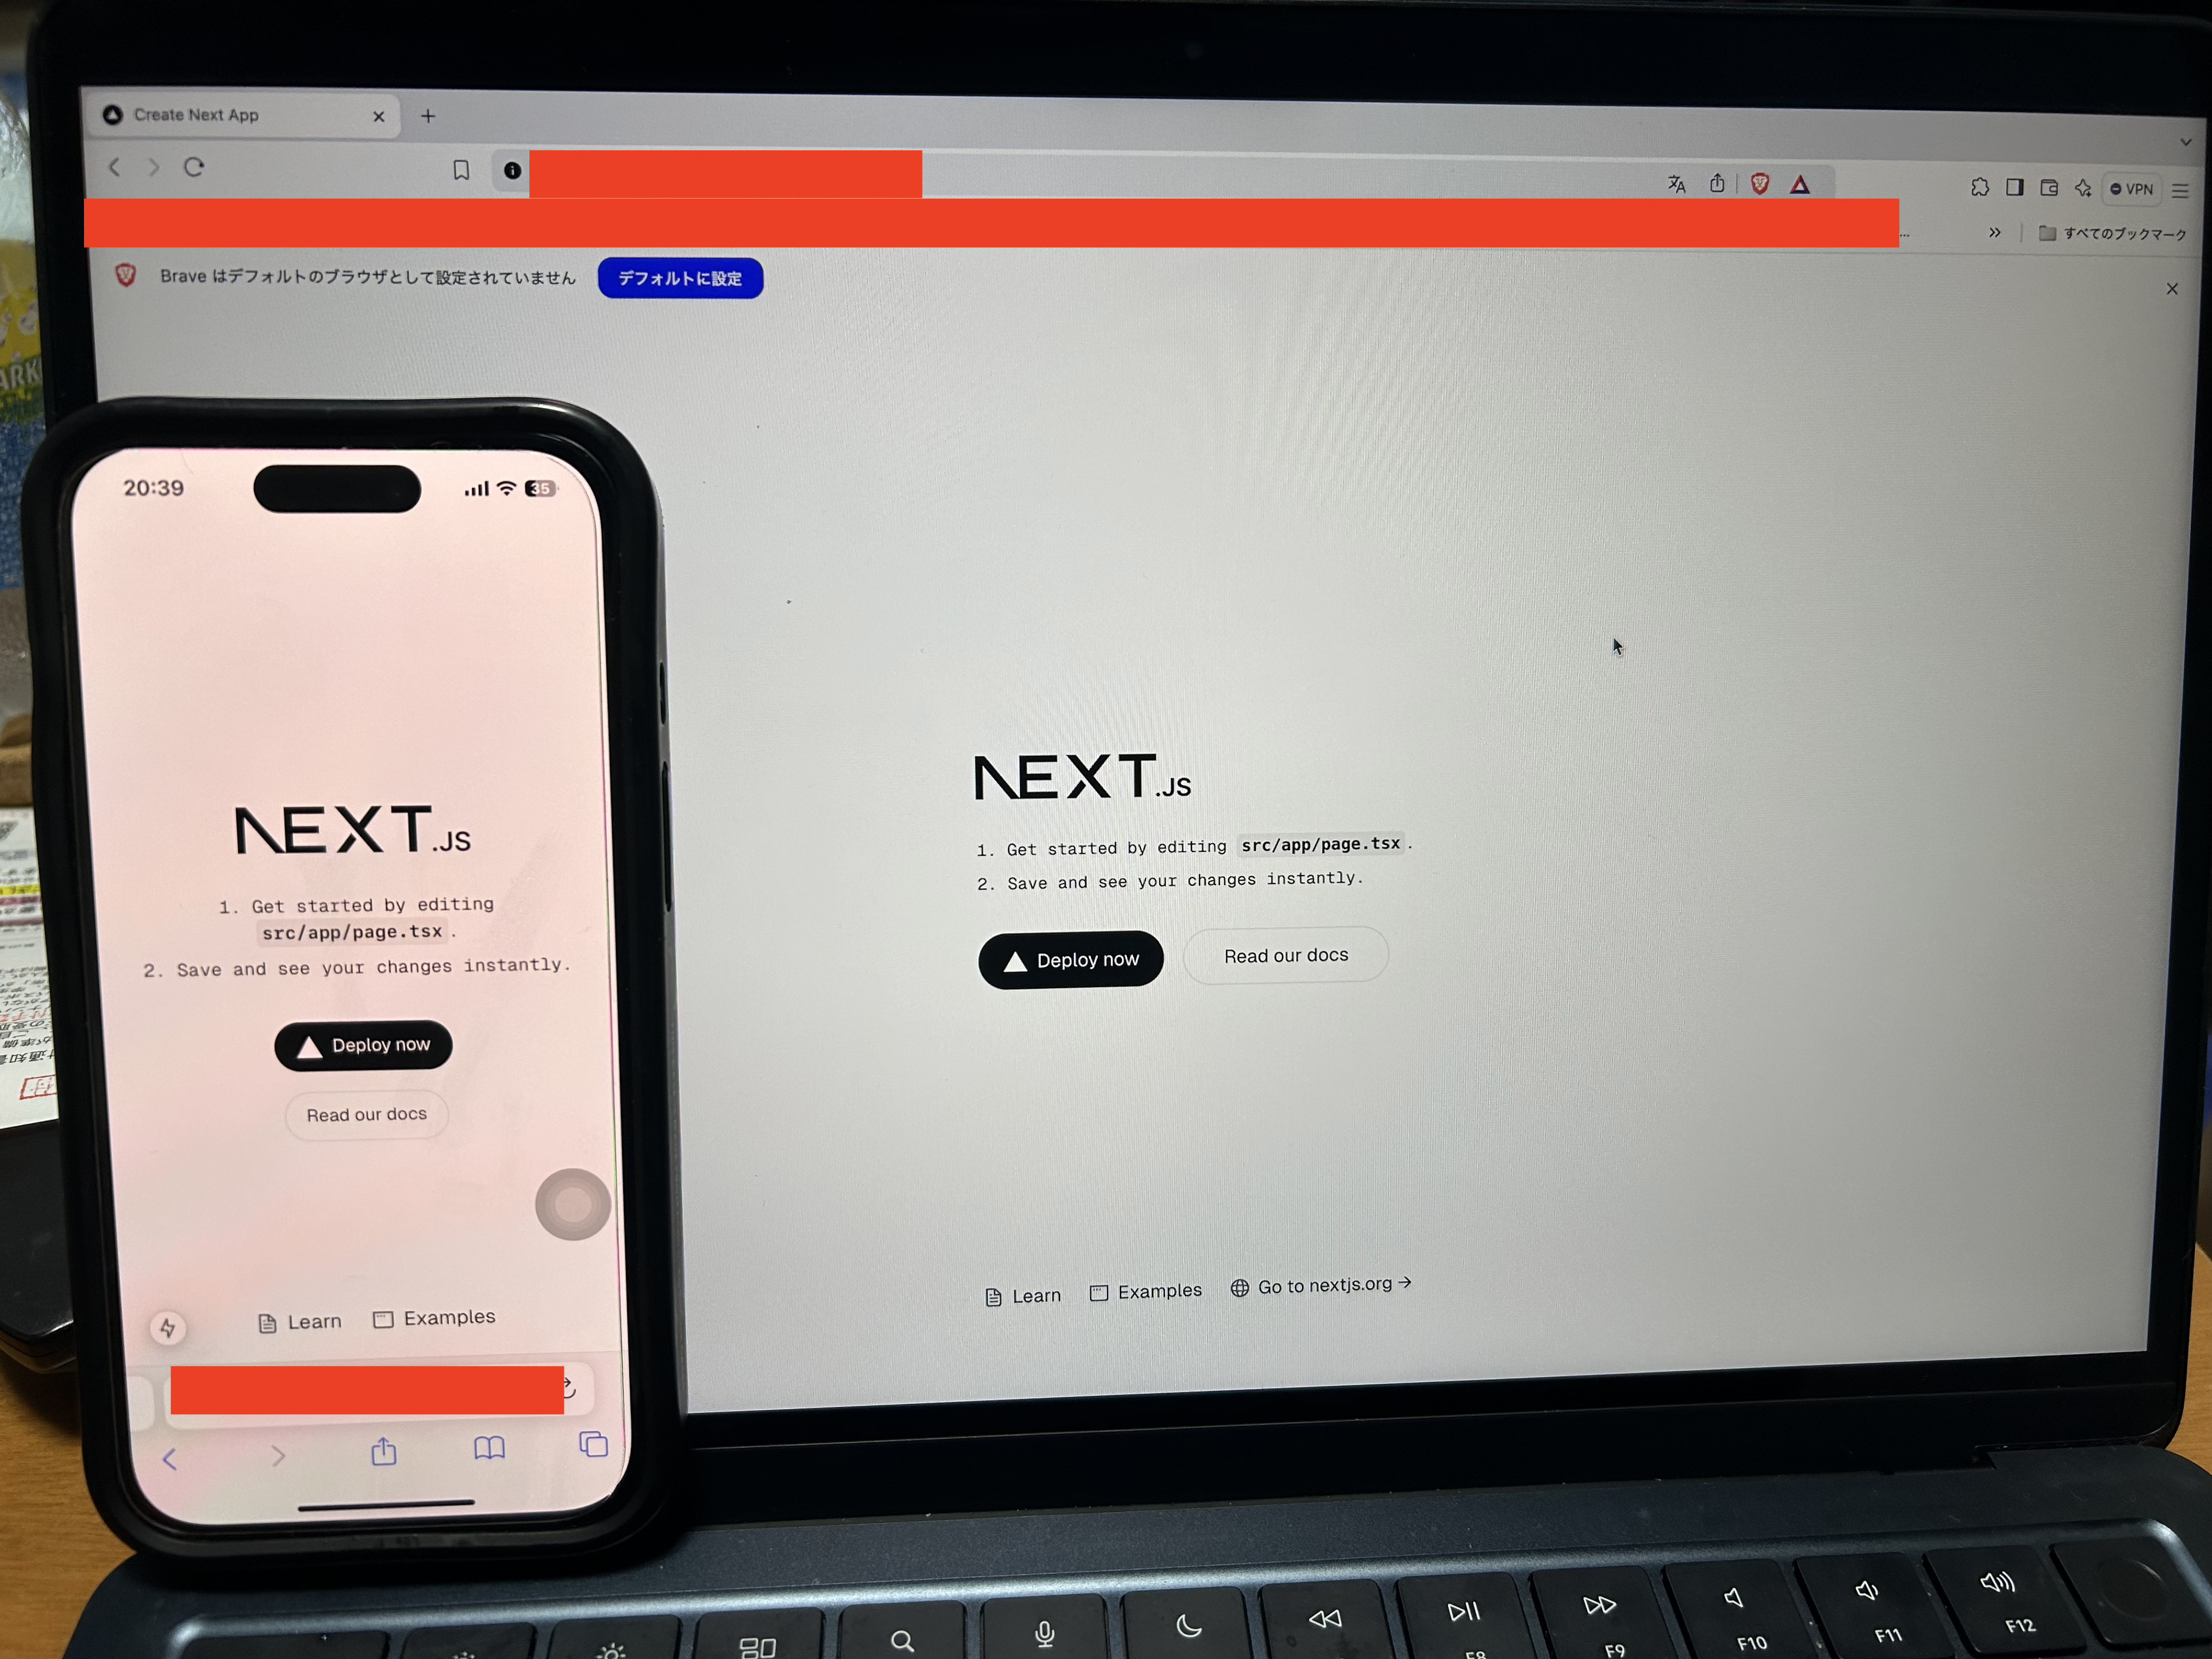 Create Next App
VPN
すべてのブックマーク
Brave はデフォルトのブラウザとして設定されていません
デフォルトに設定
NEXT.JS
1. Get started by editing src/app/page.tsx.
2. Save and see your changes instantly.
Deploy now
Read our docs
Learn
Examples
Go to nextjs.org →
20:39
35
NEXT.JS
1. Get started by editing
src/app/page.tsx.
2. Save and see your changes instantly.
Deploy now
Read our docs
Learn
Examples
F8
F9
F10
F11
F12